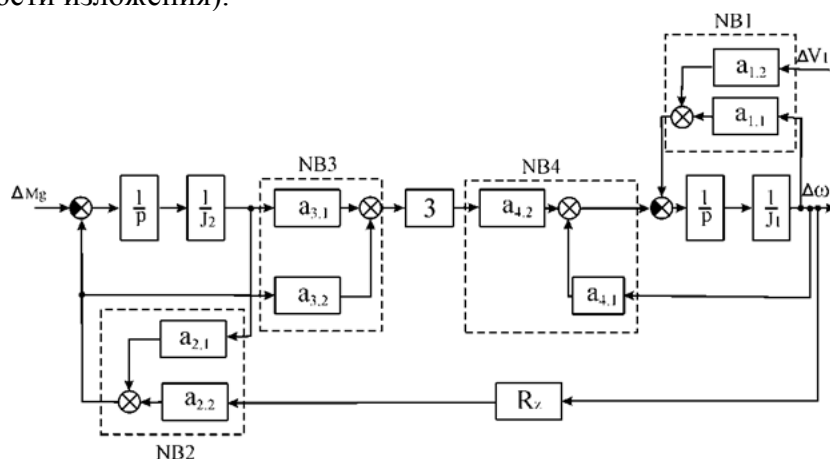 ости изложения).
NB1
a1.2
ΔV1
a1.1
NB3
NB4
ΔMg
1/p
1/J2
a3.1
3
a4.2
1/p
1/J1
Δω
a3.2
a4.1
a2.1
a2.2
Rz
NB2